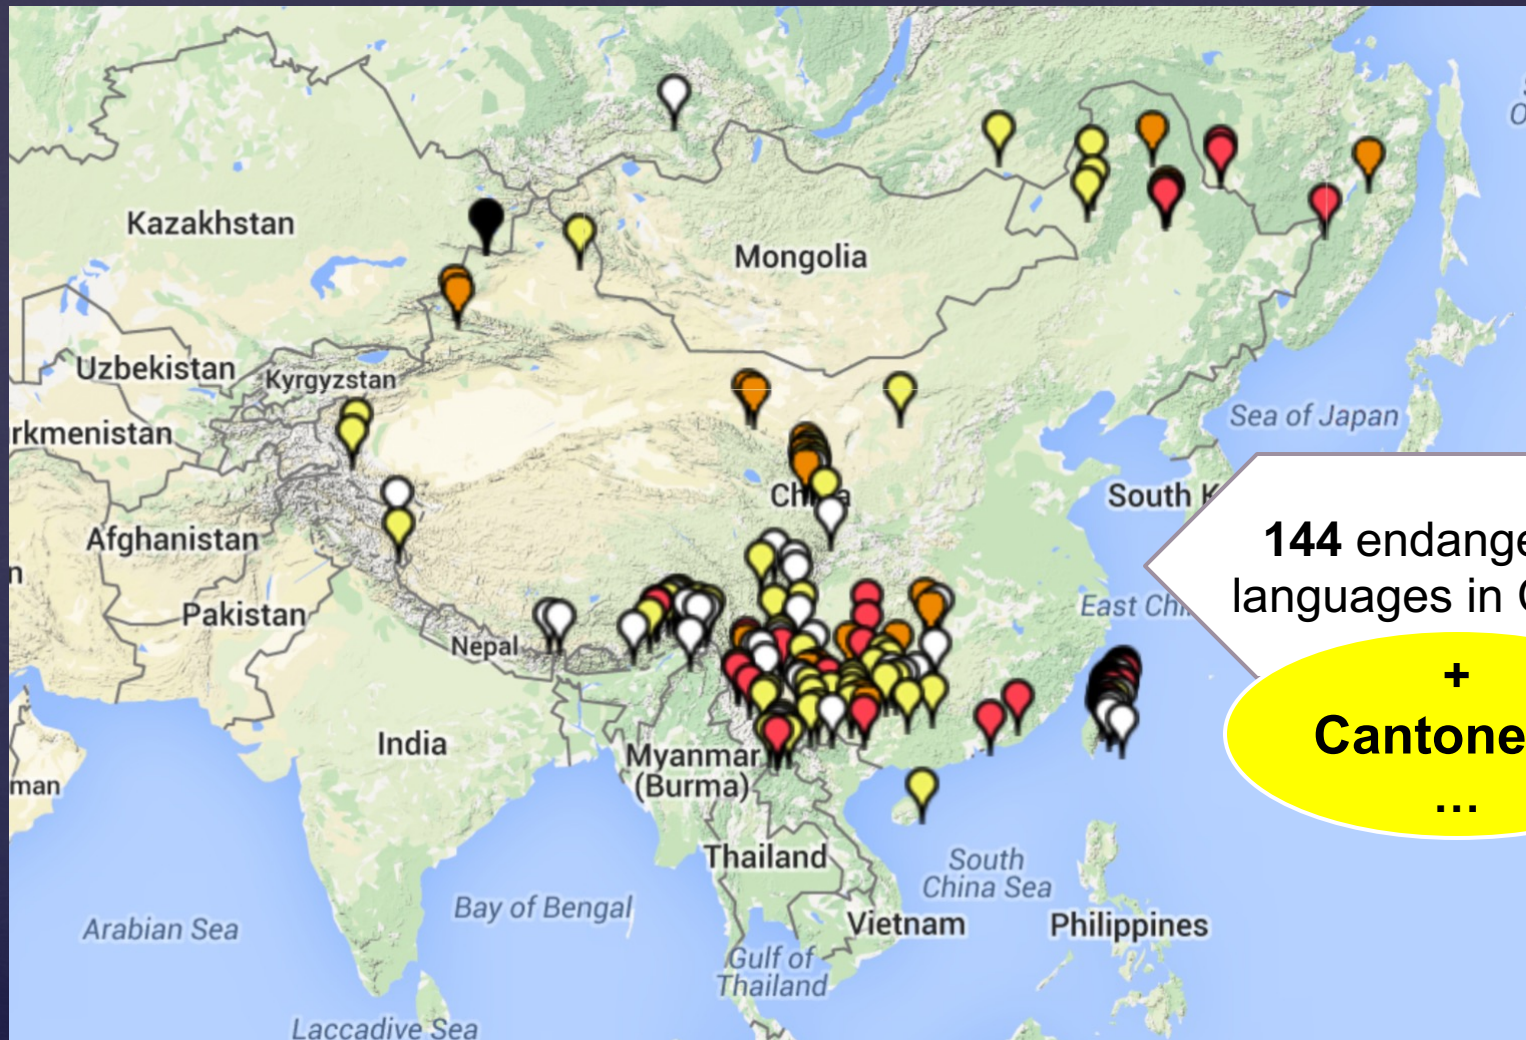 Kazakhstan
Mongolia
Uzbekistan
Kyrgyzstan
rkmenistan
Sea of Japan
China
South K
Afghanistan
144 endange
languages in
East Chi
Pakistan
Nepal
+
Cantone
...
India
Myanmar
(Burma)
man
Thailand
South
China Sea
Vietnam
Philippines
Bay of Bengal
Arabian Sea
Gulf of
Thailand
Laccadive Sea